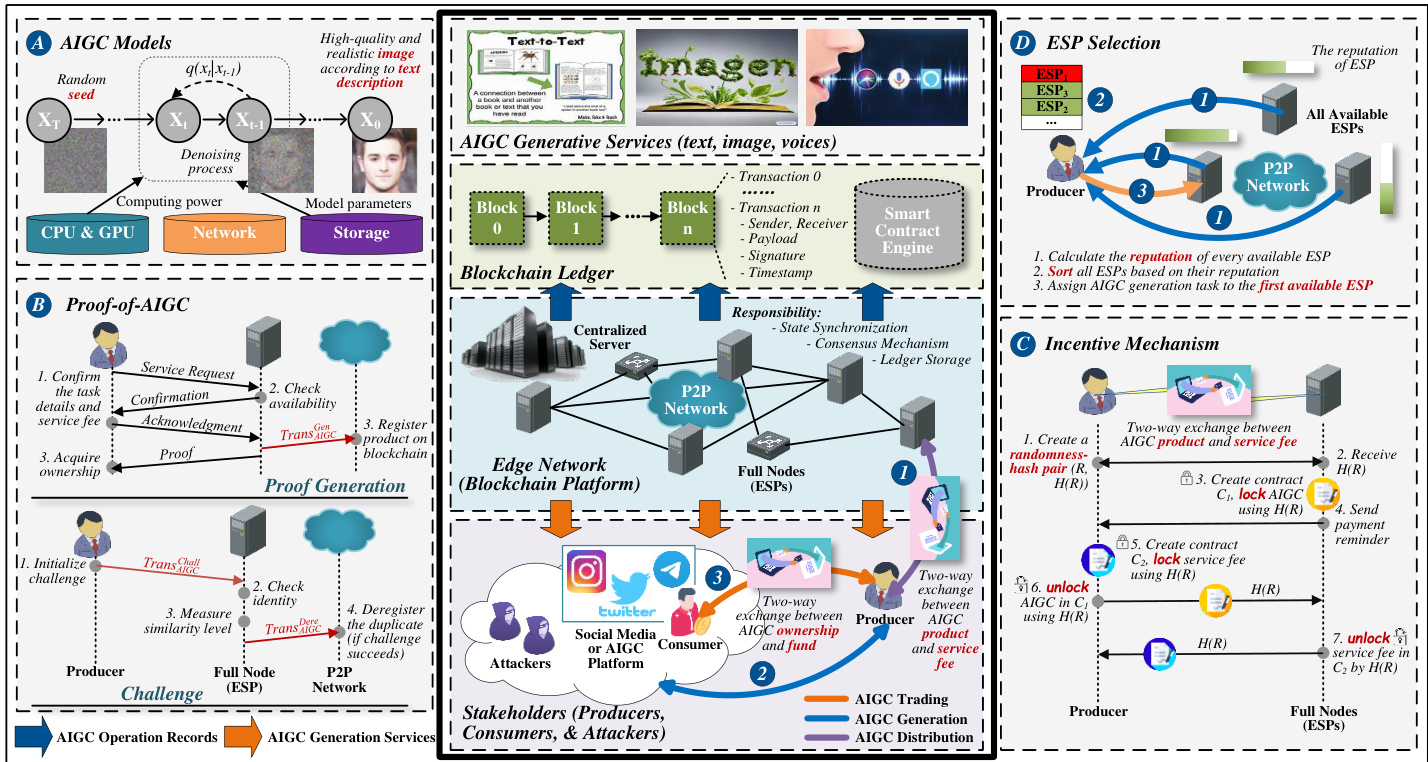 A AIGC Models
Random
seed
q(x_t|x_{t-1})
High-quality and
realistic image
according to text
description
X_T
X_t
X_{t-1}
X_0
Denoising
process
Computing power
Model parameters
CPU & GPU
Network
Storage
B Proof-of-AIGC
Service Request
1. Confirm
the task
details and
service fee
Confirmation
2. Check
availability
Acknowledgment
Trans_{AIGC}^{Gen}
3. Register
product on
blockchain
3. Acquire
ownership
Proof
Proof Generation
1. Initialize
challenge
Trans_{AIGC}^{Chall}
2. Check
identity
3. Measure
similarity level
Trans_{AIGC}^{Dere}
4. Deregister
the duplicate
(if challenge
succeeds)
Producer
Full Node
(ESP)
P2P
Network
Challenge
AIGC Operation Records
AIGC Generation Services
Text-to-Text
A connection between
a book and another
book or text that you
have read
Make, Take & Teach
Imagen
AIGC Generative Services (text, image, voices)
Block
0
Block
1
Block
n
- Transaction 0
......
- Transaction n
- Sender, Receiver
- Payload
- Signature
- Timestamp
Smart
Contract
Engine
Blockchain Ledger
Centralized
Server
Responsibility:
- State Synchronization
- Consensus Mechanism
- Ledger Storage
P2P
Network
Edge Network
(Blockchain Platform)
Full Nodes
(ESPs)
1
twitter
Attackers
Social Media
or AIGC
Platform
Consumer
3
Two-way
exchange between
AIGC ownership
and fund
Producer
Two-way
exchange
between
AIGC
product
and service
fee
2
Stakeholders (Producers,
Consumers, & Attackers)
AIGC Trading
AIGC Generation
AIGC Distribution
D ESP Selection
The reputation
of ESP
ESP_1
ESP_3
ESP_2
...
2
1
All Available
ESPs
1
Producer
3
P2P
Network
1
1. Calculate the reputation of every available ESP
2. Sort all ESPs based on their reputation
3. Assign AIGC generation task to the first available ESP
C Incentive Mechanism
Two-way exchange between
AIGC product and service fee
1. Create a
randomness-
hash pair (R,
H(R))
2. Receive
H(R)
3. Create contract
C_1, lock AIGC
using H(R)
4. Send
payment
reminder
5. Create contract
C_2, lock service fee
using H(R)
6. unlock
AIGC in C_1
using H(R)
H(R)
H(R)
7. unlock
service fee in
C_2 by H(R)
Producer
Full Nodes
(ESPs)